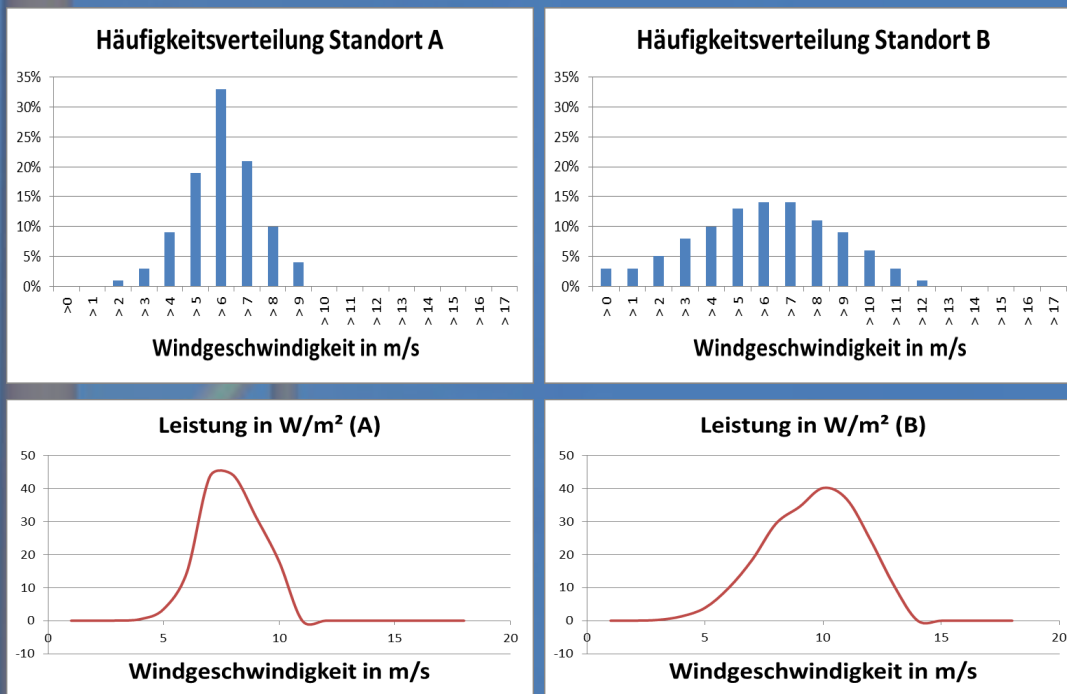 Häufigkeitsverteilung Standort A
35%
30%
25%
20%
15%
10%
5%
0%
>0 > 1 > 2 > 3 > 4 > 5 > 6 > 7 > 8 > 9 > 10 > 11 > 12 > 13 > 14 > 15 > 16 > 17
Windgeschwindigkeit in m/s
Häufigkeitsverteilung Standort B
35%
30%
25%
20%
15%
10%
5%
0%
> 0 > 1 > 2 > 3 > 4 > 5 > 6 > 7 > 8 > 9 > 10 > 11 > 12 > 13 > 14 > 15 > 16 > 17
Windgeschwindigkeit in m/s
Leistung in W/m² (A)
50
40
30
20
10
0
-10
0 5 10 15 20
Windgeschwindigkeit in m/s
Leistung in W/m² (B)
50
40
30
20
10
0
-10
0 5 10 15 20
Windgeschwindigkeit in m/s